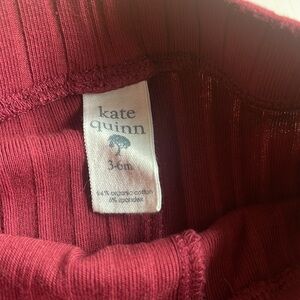 kate
quinn
3-6m
94% organic cotton
6% spandex